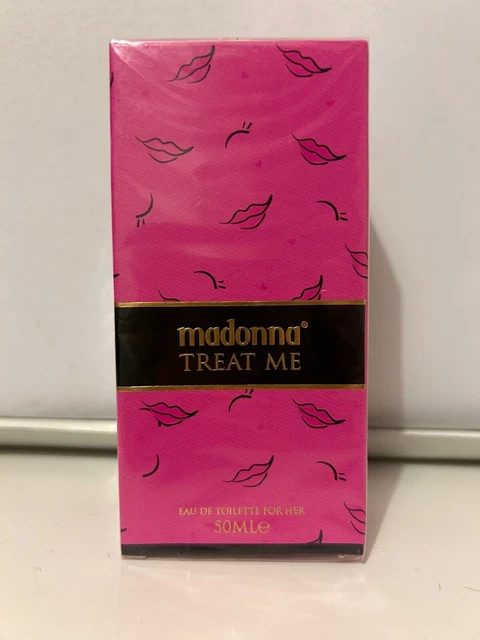 madonna®
TREAT ME
EAU DE TOILETTE FOR HER
50ML℮